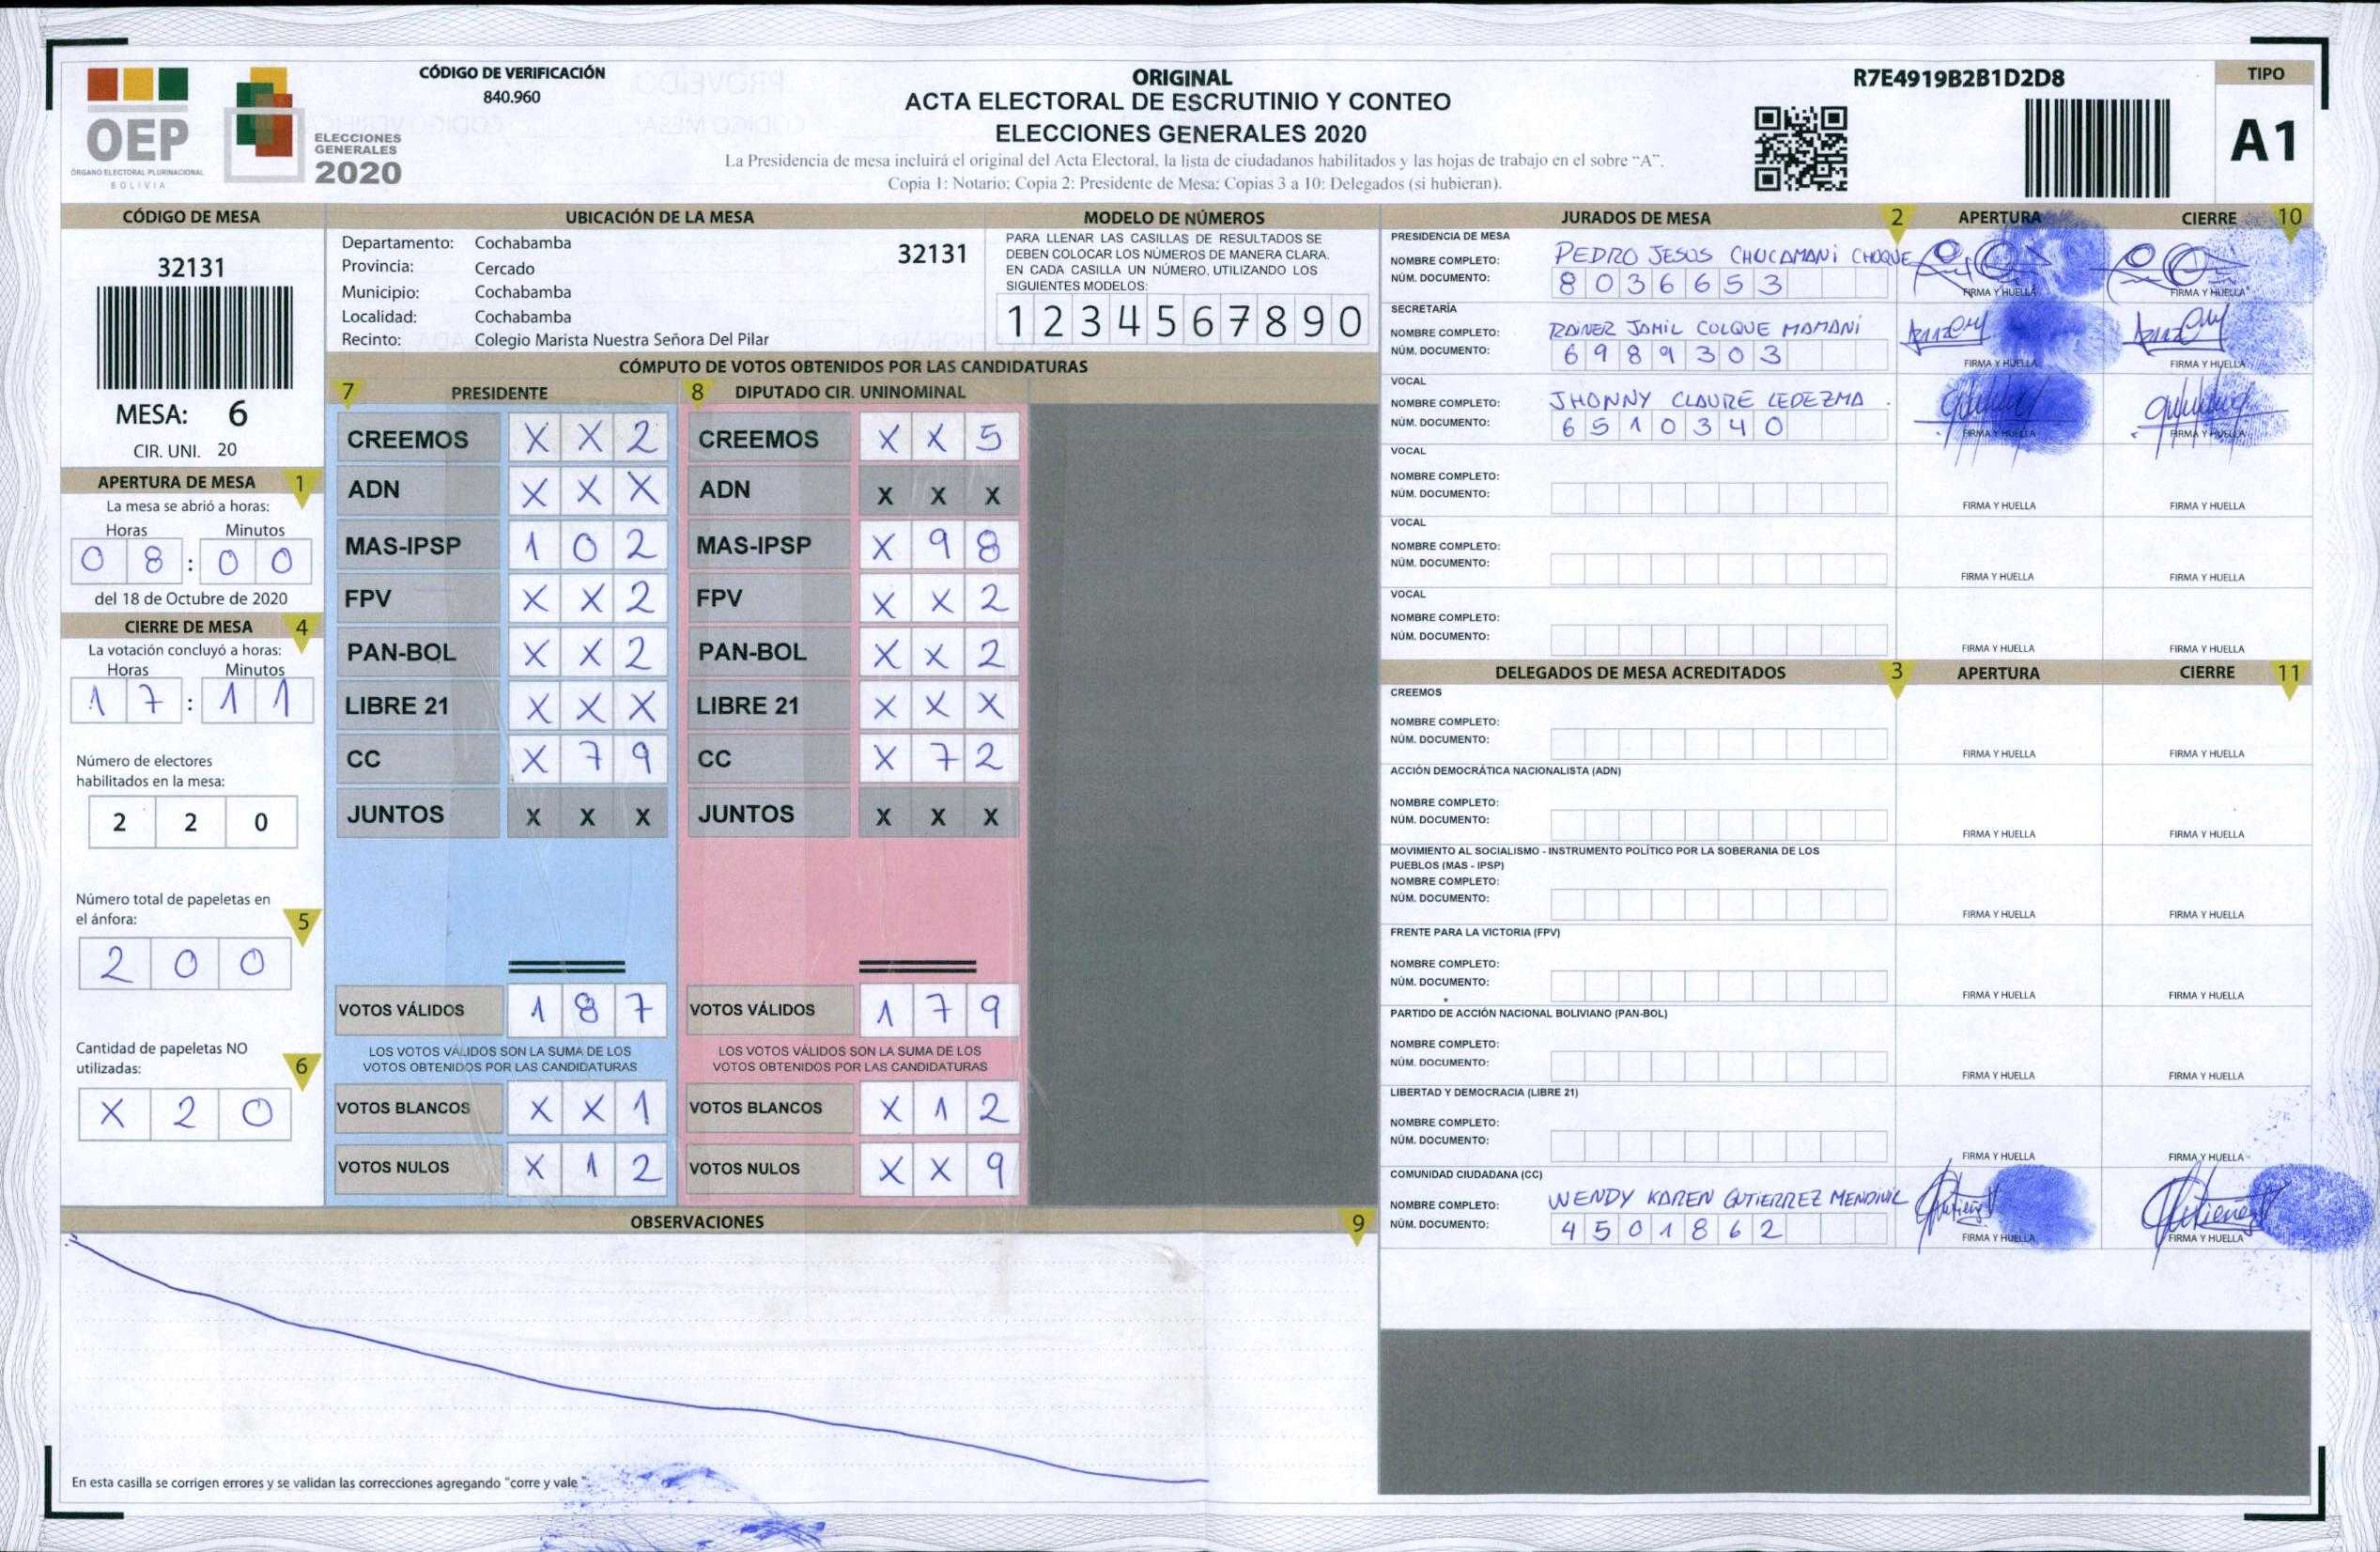 OEP
ÓRGANO ELECTORAL PLURINACIONAL
BOLIVIA
ELECCIONES
GENERALES
2020
CÓDIGO DE VERIFICACIÓN
840.960
ORIGINAL
ACTA ELECTORAL DE ESCRUTINIO Y CONTEO
ELECCIONES GENERALES 2020
La Presidencia de mesa incluirá el original del Acta Electoral, la lista de ciudadanos habilitados y las hojas de trabajo en el sobre "A".
Copia 1: Notario; Copia 2: Presidente de Mesa; Copias 3 a 10: Delegados (si hubieran).
R7E4919B2B1D2D8
TIPO
A1
CÓDIGO DE MESA
32131
MESA: 6
CIR. UNI. 20
APERTURA DE MESA 1
La mesa se abrió a horas:
Horas Minutos
0 8 : 0 0
del 18 de Octubre de 2020
CIERRE DE MESA 4
La votación concluyó a horas:
Horas Minutos
1 7 : 1 1
Número de electores
habilitados en la mesa:
2 2 0
Número total de papeletas en
el ánfora: 5
2 0 0
Cantidad de papeletas NO
utilizadas: 6
X 2 0
UBICACIÓN DE LA MESA
Departamento: Cochabamba 32131
Provincia: Cercado
Municipio: Cochabamba
Localidad: Cochabamba
Recinto: Colegio Marista Nuestra Señora Del Pilar
MODELO DE NÚMEROS
PARA LLENAR LAS CASILLAS DE RESULTADOS SE
DEBEN COLOCAR LOS NÚMEROS DE MANERA CLARA.
EN CADA CASILLA UN NÚMERO, UTILIZANDO LOS
SIGUIENTES MODELOS:
1 2 3 4 5 6 7 8 9 0
CÓMPUTO DE VOTOS OBTENIDOS POR LAS CANDIDATURAS
7 PRESIDENTE 8 DIPUTADO CIR. UNINOMINAL
CREEMOS X X 2 CREEMOS X X 5
ADN X X X ADN X X X
MAS-IPSP 1 0 2 MAS-IPSP X 9 8
FPV X X 2 FPV X X 2
PAN-BOL X X 2 PAN-BOL X X 2
LIBRE 21 X X X LIBRE 21 X X X
CC X 7 9 CC X 7 2
JUNTOS X X X JUNTOS X X X
VOTOS VÁLIDOS 1 8 7 VOTOS VÁLIDOS 1 7 9
LOS VOTOS VÁLIDOS SON LA SUMA DE LOS LOS VOTOS VÁLIDOS SON LA SUMA DE LOS
VOTOS OBTENIDOS POR LAS CANDIDATURAS VOTOS OBTENIDOS POR LAS CANDIDATURAS
VOTOS BLANCOS X X 1 VOTOS BLANCOS X 1 2
VOTOS NULOS X 1 2 VOTOS NULOS X X 9
OBSERVACIONES 9
En esta casilla se corrigen errores y se validan las correcciones agregando "corre y vale"
JURADOS DE MESA 2 APERTURA CIERRE 10
PRESIDENCIA DE MESA
NOMBRE COMPLETO: PEDRO JESUS CHUCAMANI CHOQUE
NÚM. DOCUMENTO: 8 0 3 6 6 5 3
FIRMA Y HUELLA FIRMA Y HUELLA
SECRETARÍA
NOMBRE COMPLETO: RAINER JAMIL COLQUE MAMANI
NÚM. DOCUMENTO: 6 9 8 9 3 0 3
FIRMA Y HUELLA FIRMA Y HUELLA
VOCAL
NOMBRE COMPLETO: JHONNY CLAURE LEDEZMA
NÚM. DOCUMENTO: 6 5 1 0 3 4 0
FIRMA Y HUELLA FIRMA Y HUELLA
VOCAL
NOMBRE COMPLETO:
NÚM. DOCUMENTO:
FIRMA Y HUELLA FIRMA Y HUELLA
VOCAL
NOMBRE COMPLETO:
NÚM. DOCUMENTO:
FIRMA Y HUELLA FIRMA Y HUELLA
VOCAL
NOMBRE COMPLETO:
NÚM. DOCUMENTO:
FIRMA Y HUELLA FIRMA Y HUELLA
DELEGADOS DE MESA ACREDITADOS 3 APERTURA CIERRE 11
CREEMOS
NOMBRE COMPLETO:
NÚM. DOCUMENTO:
FIRMA Y HUELLA FIRMA Y HUELLA
ACCIÓN DEMOCRÁTICA NACIONALISTA (ADN)
NOMBRE COMPLETO:
NÚM. DOCUMENTO:
FIRMA Y HUELLA FIRMA Y HUELLA
MOVIMIENTO AL SOCIALISMO - INSTRUMENTO POLÍTICO POR LA SOBERANIA DE LOS
PUEBLOS (MAS - IPSP)
NOMBRE COMPLETO:
NÚM. DOCUMENTO:
FIRMA Y HUELLA FIRMA Y HUELLA
FRENTE PARA LA VICTORIA (FPV)
NOMBRE COMPLETO:
NÚM. DOCUMENTO:
FIRMA Y HUELLA FIRMA Y HUELLA
PARTIDO DE ACCIÓN NACIONAL BOLIVIANO (PAN-BOL)
NOMBRE COMPLETO:
NÚM. DOCUMENTO:
FIRMA Y HUELLA FIRMA Y HUELLA
LIBERTAD Y DEMOCRACIA (LIBRE 21)
NOMBRE COMPLETO:
NÚM. DOCUMENTO:
FIRMA Y HUELLA FIRMA Y HUELLA
COMUNIDAD CIUDADANA (CC)
NOMBRE COMPLETO: WENDY KAREN GUTIERREZ MENDIVIL
NÚM. DOCUMENTO: 4 5 0 1 8 6 2
FIRMA Y HUELLA FIRMA Y HUELLA